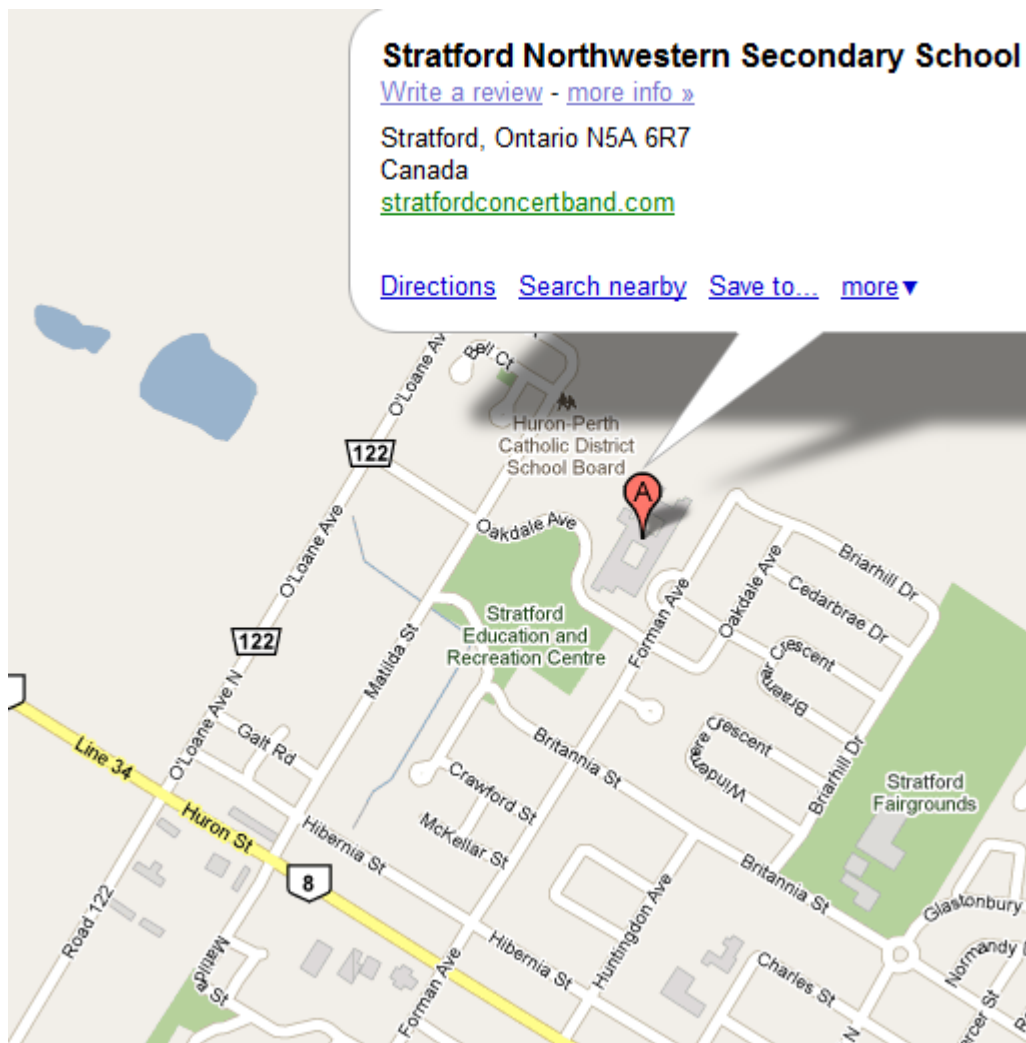 Stratford Northwestern Secondary School
Write a review - more info »
Stratford, Ontario N5A 6R7
Canada
stratfordconcertband.com
Directions Search nearby Save to... more▼
O'Loane Av
Bell Ct
Huron-Perth
Catholic District
School Board
122
A
O'Loane Ave
Oakdale Ave
Briarhill Dr
Oakdale Ave
Cedarbrae Dr
Forman Ave
Stratford
Education and
Recreation Centre
122
Matilda St
Braemar Crescent
O'Loane Ave N
Galt Rd
Line 34
Britannia St
Windemere Crescent
Briarhill Dr
Crawford St
Stratford
Fairgrounds
McKellar St
Huron St
Hibernia St
8
Britannia St
Huntingdon Ave
Glastonbury
Road 122
Matilda St
Hibernia St
Forman Ave
Charles St
Normandy
N